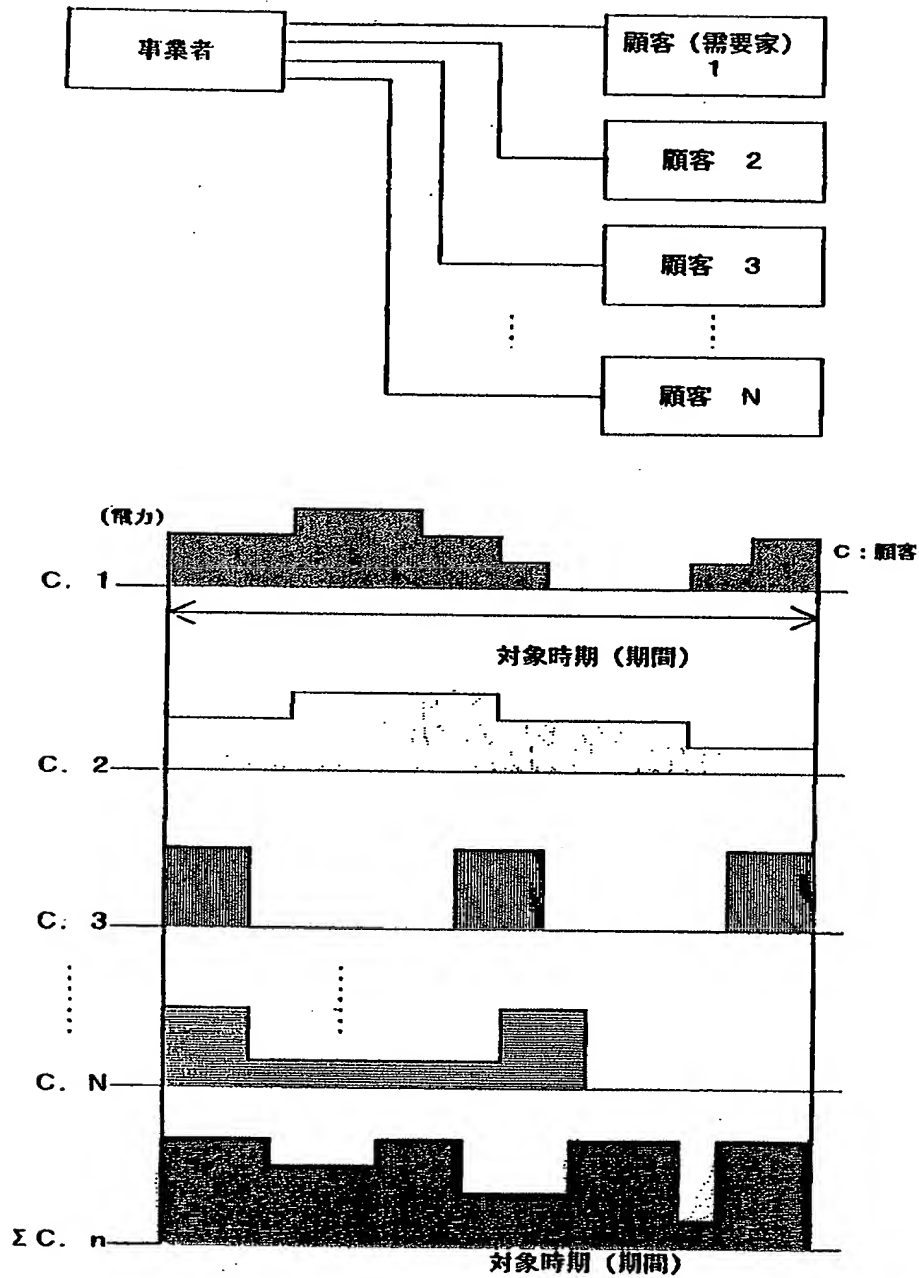 事業者
顧客（需要家）
1
顧客 2
顧客 3
顧客 N
(電力)
C：顧客
C. 1
対象時期（期間）
C. 2
C. 3
C. N
ΣC. n
対象時期（期間）